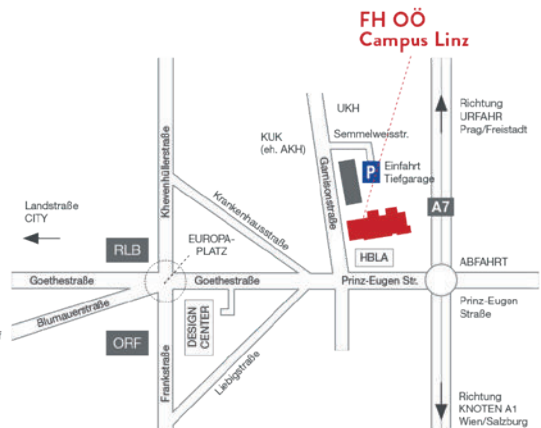 FH OÖ
Campus Linz
UKH
Semmelweisstr.
KUK
(eh. AKH)
Richtung
URFAHR
Prag/Freistadt
P
Einfahrt
Tiefgarage
Khevenhüllerstraße
Garnisonstraße
Krankenhausstraße
Landstraße
CITY
A7
RLB
EUROPA-
PLATZ
HBLA
ABFAHRT
Goethestraße
Goethestraße
Prinz-Eugen Str.
Prinz-Eugen
Straße
Blumauerstraße
DESIGN
CENTER
ORF
Frankstraße
Liebigstraße
Richtung
KNOTEN A1
Wien/Salzburg